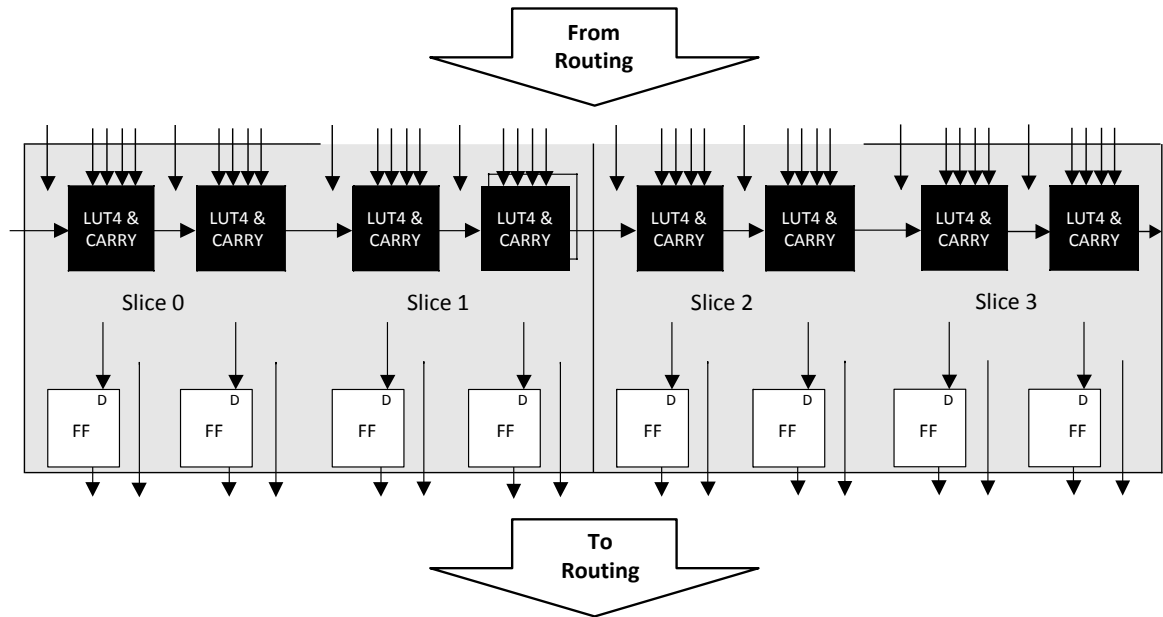 From
Routing
LUT4 &
CARRY
LUT4 &
CARRY
LUT4 &
CARRY
LUT4 &
CARRY
LUT4 &
CARRY
LUT4 &
CARRY
LUT4 &
CARRY
LUT4 &
CARRY
Slice 0
Slice 1
Slice 2
Slice 3
D
FF
D
FF
D
FF
D
FF
D
FF
D
FF
D
FF
D
FF
To
Routing